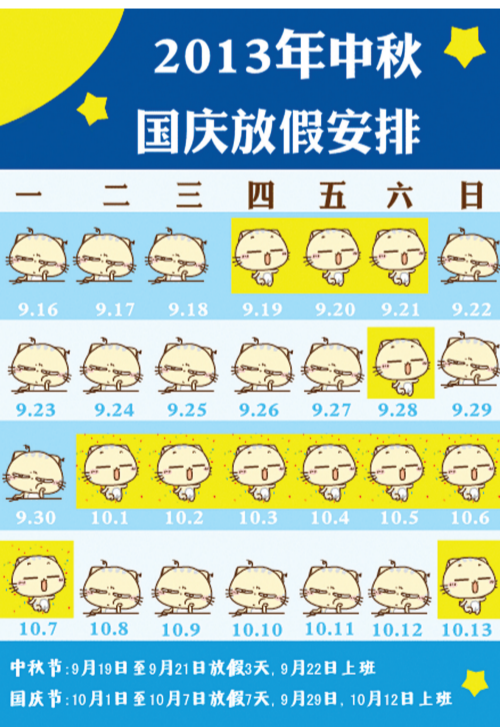 2013年中秋
国庆放假安排
一 二 三 四 五 六 日
9.16 9.17 9.18 9.19 9.20 9.21 9.22
9.23 9.24 9.25 9.26 9.27 9.28 9.29
9.30 10.1 10.2 10.3 10.4 10.5 10.6
10.7 10.8 10.9 10.10 10.11 10.12 10.13
中秋节:9月19日至9月21日放假3天,9月22日上班
国庆节:10月1日至10月7日放假7天,9月29日,10月12日上班